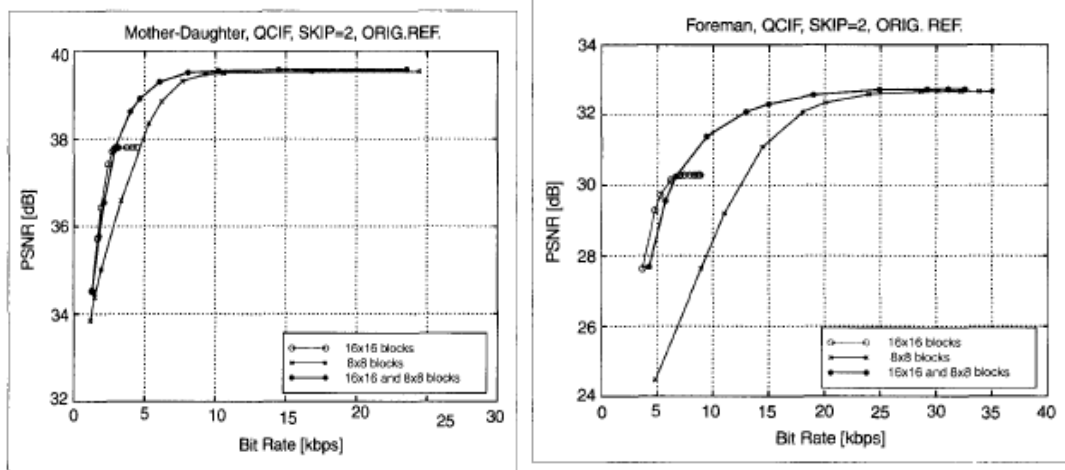 Mother-Daughter, QCIF, SKIP=2, ORIG.REF.
40
38
36
34
32
PSNR [dB]
0 5 10 15 20 25 30
Bit Rate [kbps]
16x16 blocks
8x8 blocks
16x16 and 8x8 blocks
Foreman, QCIF, SKIP=2, ORIG. REF.
34
32
30
28
26
24
PSNR [dB]
0 5 10 15 20 25 30 35 40
Bit Rate [kbps]
16x16 blocks
8x8 blocks
16x16 and 8x8 blocks